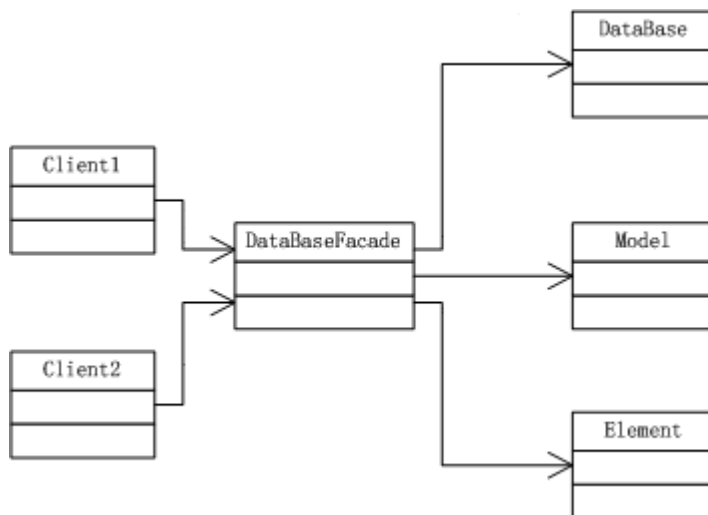 DataBase
Client1
DataBaseFacade
Model
Client2
Element